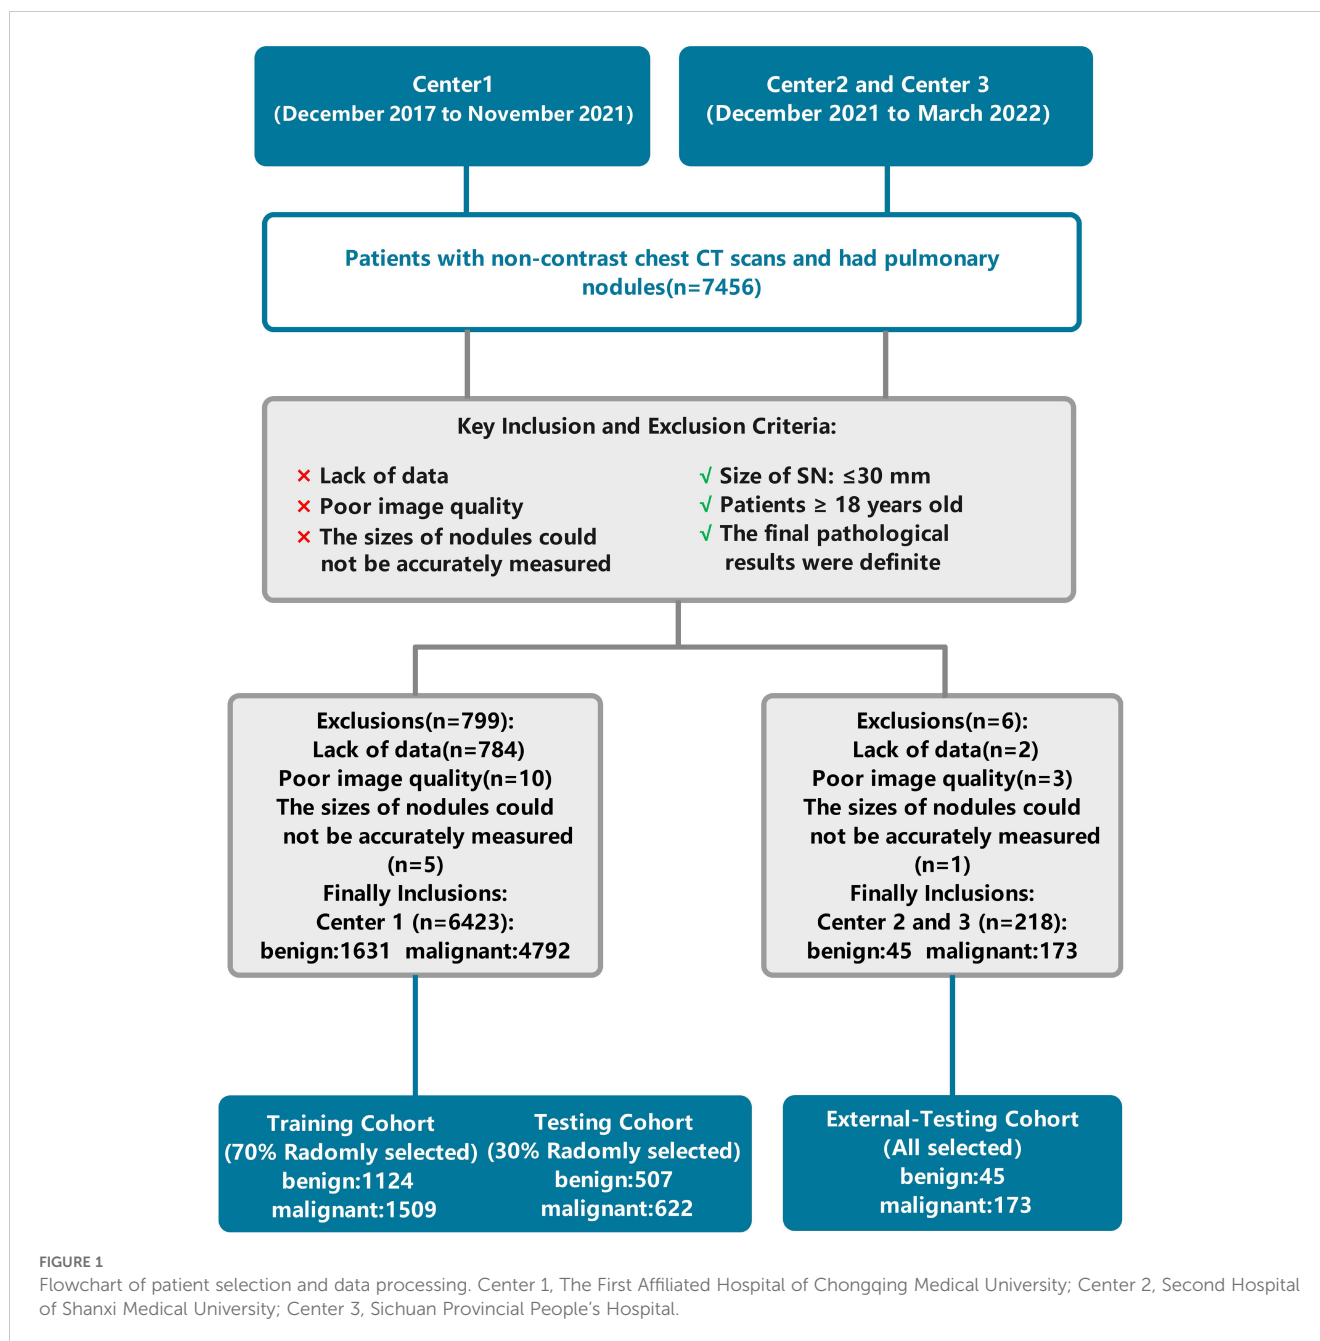 Center1
(December 2017 to November 2021)
Center2 and Center 3
(December 2021 to March 2022)
Patients with non-contrast chest CT scans and had pulmonary
nodules(n=7456)
Key Inclusion and Exclusion Criteria:
× Lack of data
× Poor image quality
× The sizes of nodules could
not be accurately measured
√ Size of SN: ≤30 mm
√ Patients ≥ 18 years old
√ The final pathological
results were definite
Exclusions(n=799):
Lack of data(n=784)
Poor image quality(n=10)
The sizes of nodules could
not be accurately measured
(n=5)
Finally Inclusions:
Center 1 (n=6423):
benign:1631 malignant:4792
Exclusions(n=6):
Lack of data(n=2)
Poor image quality(n=3)
The sizes of nodules could
not be accurately measured
(n=1)
Finally Inclusions:
Center 2 and 3 (n=218):
benign:45 malignant:173
Training Cohort
(70% Radomly selected)
benign:1124
malignant:1509
Testing Cohort
(30% Radomly selected)
benign:507
malignant:622
External-Testing Cohort
(All selected)
benign:45
malignant:173
FIGURE 1
Flowchart of patient selection and data processing. Center 1, The First Affiliated Hospital of Chongqing Medical University; Center 2, Second Hospital
of Shanxi Medical University; Center 3, Sichuan Provincial People’s Hospital.